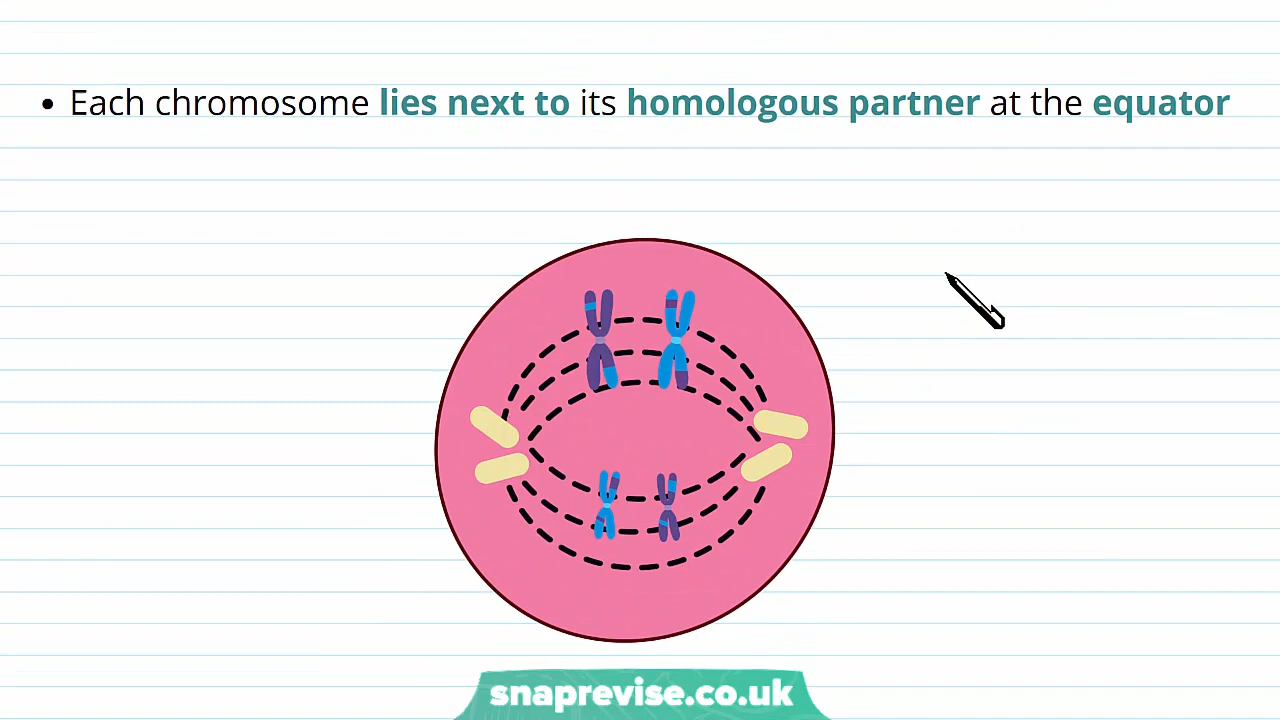 • Each chromosome lies next to its homologous partner at the equator
snaprevise.co.uk